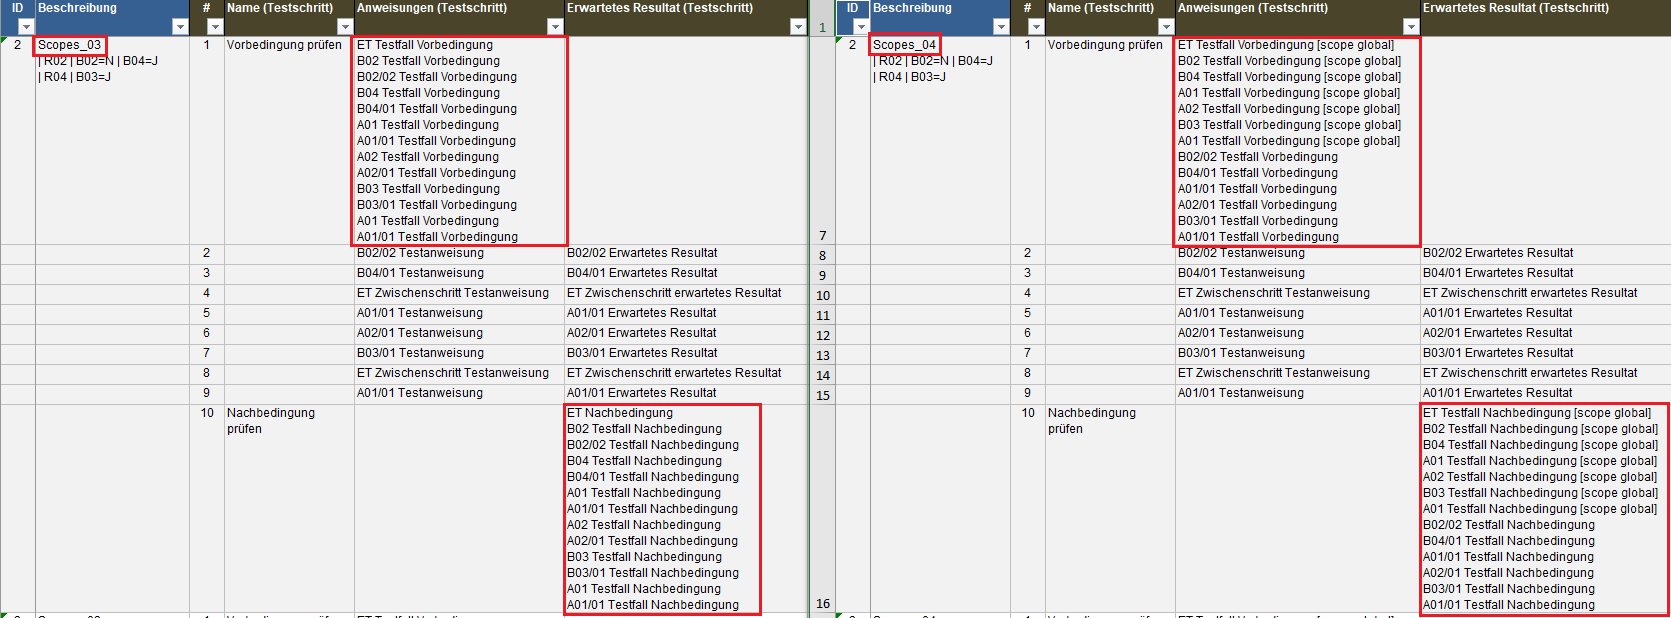 ID Beschreibung # Name (Testschritt) Anweisungen (Testschritt) Erwartetes Resultat (Testschritt)
2 Scopes_03 1 Vorbedingung prüfen ET Testfall Vorbedingung
| R02 | B02=N | B04=J B02 Testfall Vorbedingung
| R04 | B03=J B02/02 Testfall Vorbedingung
B04 Testfall Vorbedingung
B04/01 Testfall Vorbedingung
A01 Testfall Vorbedingung
A01/01 Testfall Vorbedingung
A02 Testfall Vorbedingung
A02/01 Testfall Vorbedingung
B03 Testfall Vorbedingung
B03/01 Testfall Vorbedingung
A01 Testfall Vorbedingung
A01/01 Testfall Vorbedingung
2 B02/02 Testanweisung B02/02 Erwartetes Resultat
3 B04/01 Testanweisung B04/01 Erwartetes Resultat
4 ET Zwischenschritt Testanweisung ET Zwischenschritt erwartetes Resultat
5 A01/01 Testanweisung A01/01 Erwartetes Resultat
6 A02/01 Testanweisung A02/01 Erwartetes Resultat
7 B03/01 Testanweisung B03/01 Erwartetes Resultat
8 ET Zwischenschritt Testanweisung ET Zwischenschritt erwartetes Resultat
9 A01/01 Testanweisung A01/01 Erwartetes Resultat
10 Nachbedingung ET Nachbedingung
prüfen B02 Testfall Nachbedingung
B02/02 Testfall Nachbedingung
B04 Testfall Nachbedingung
B04/01 Testfall Nachbedingung
A01 Testfall Nachbedingung
A01/01 Testfall Nachbedingung
A02 Testfall Nachbedingung
A02/01 Testfall Nachbedingung
B03 Testfall Nachbedingung
B03/01 Testfall Nachbedingung
A01 Testfall Nachbedingung
A01/01 Testfall Nachbedingung
1 ID Beschreibung # Name (Testschritt) Anweisungen (Testschritt) Erwartetes Resultat (Testschritt)
2 Scopes_04 1 Vorbedingung prüfen ET Testfall Vorbedingung [scope global]
| R02 | B02=N | B04=J B02 Testfall Vorbedingung [scope global]
| R04 | B03=J B04 Testfall Vorbedingung [scope global]
A01 Testfall Vorbedingung [scope global]
A02 Testfall Vorbedingung [scope global]
B03 Testfall Vorbedingung [scope global]
A01 Testfall Vorbedingung [scope global]
B02/02 Testfall Vorbedingung
B04/01 Testfall Vorbedingung
A01/01 Testfall Vorbedingung
A02/01 Testfall Vorbedingung
B03/01 Testfall Vorbedingung
7 A01/01 Testfall Vorbedingung
8 2 B02/02 Testanweisung B02/02 Erwartetes Resultat
9 3 B04/01 Testanweisung B04/01 Erwartetes Resultat
10 4 ET Zwischenschritt Testanweisung ET Zwischenschritt erwartetes Resultat
11 5 A01/01 Testanweisung A01/01 Erwartetes Resultat
12 6 A02/01 Testanweisung A02/01 Erwartetes Resultat
13 7 B03/01 Testanweisung B03/01 Erwartetes Resultat
14 8 ET Zwischenschritt Testanweisung ET Zwischenschritt erwartetes Resultat
15 9 A01/01 Testanweisung A01/01 Erwartetes Resultat
10 Nachbedingung ET Testfall Nachbedingung [scope global]
prüfen B02 Testfall Nachbedingung [scope global]
B04 Testfall Nachbedingung [scope global]
A01 Testfall Nachbedingung [scope global]
A02 Testfall Nachbedingung [scope global]
B03 Testfall Nachbedingung [scope global]
A01 Testfall Nachbedingung [scope global]
B02/02 Testfall Nachbedingung
B04/01 Testfall Nachbedingung
A01/01 Testfall Nachbedingung
A02/01 Testfall Nachbedingung
B03/01 Testfall Nachbedingung
16 A01/01 Testfall Nachbedingung